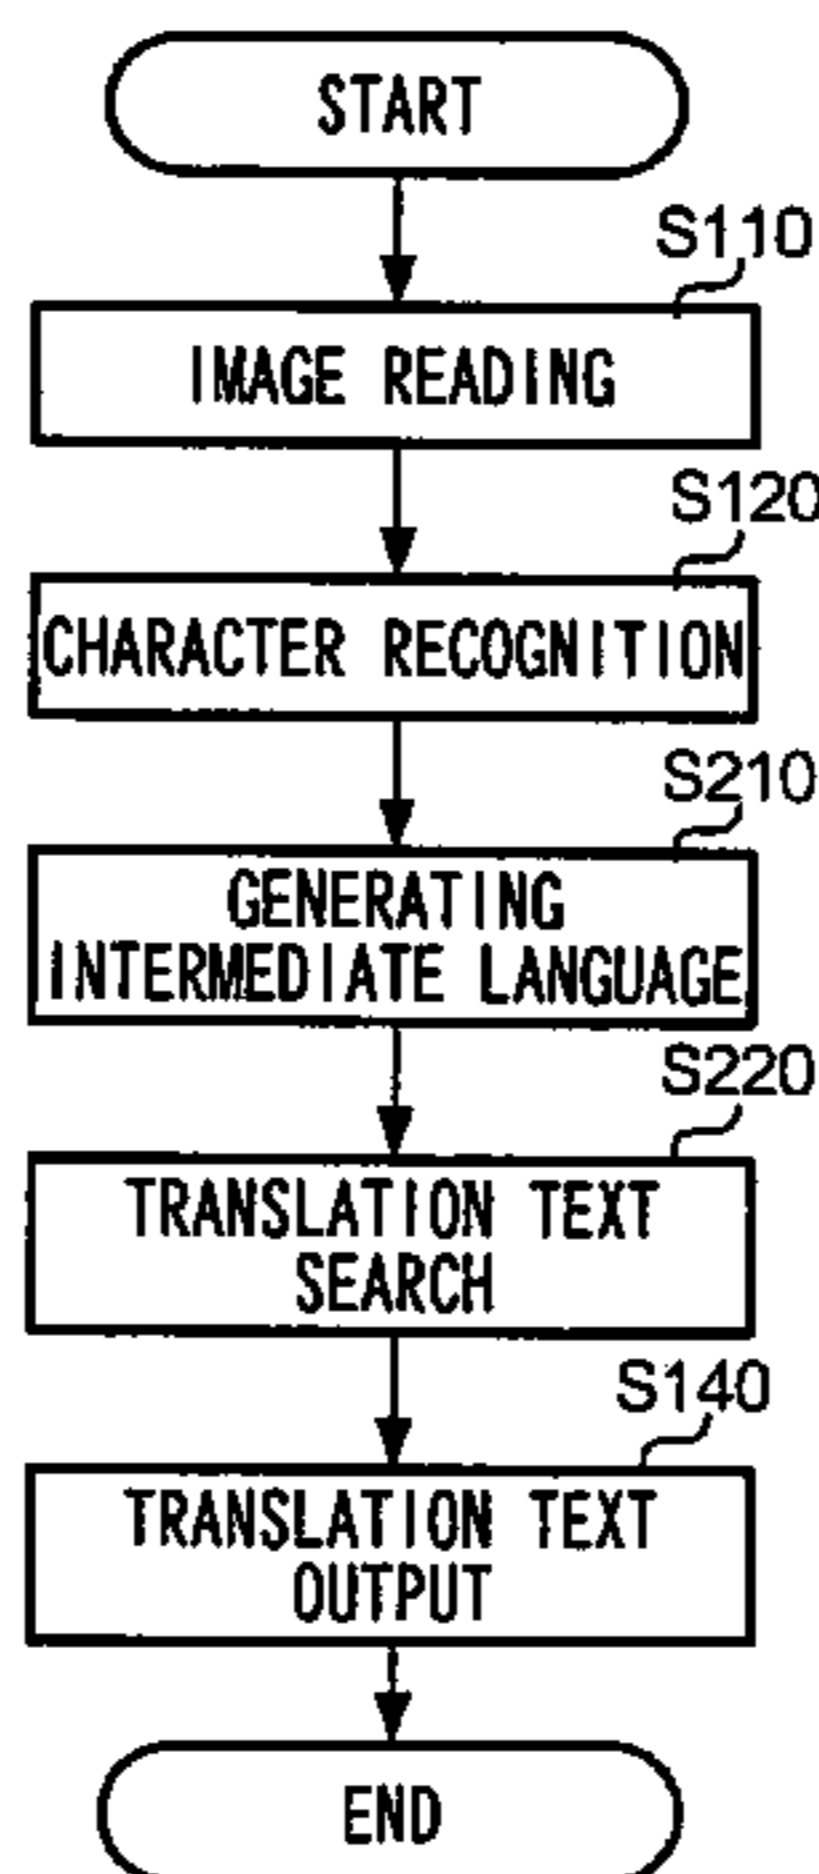 START
S110
IMAGE READING
S120
CHARACTER RECOGNITION
S210
GENERATING
INTERMEDIATE LANGUAGE
S220
TRANSLATION TEXT
SEARCH
S140
TRANSLATION TEXT
OUTPUT
END